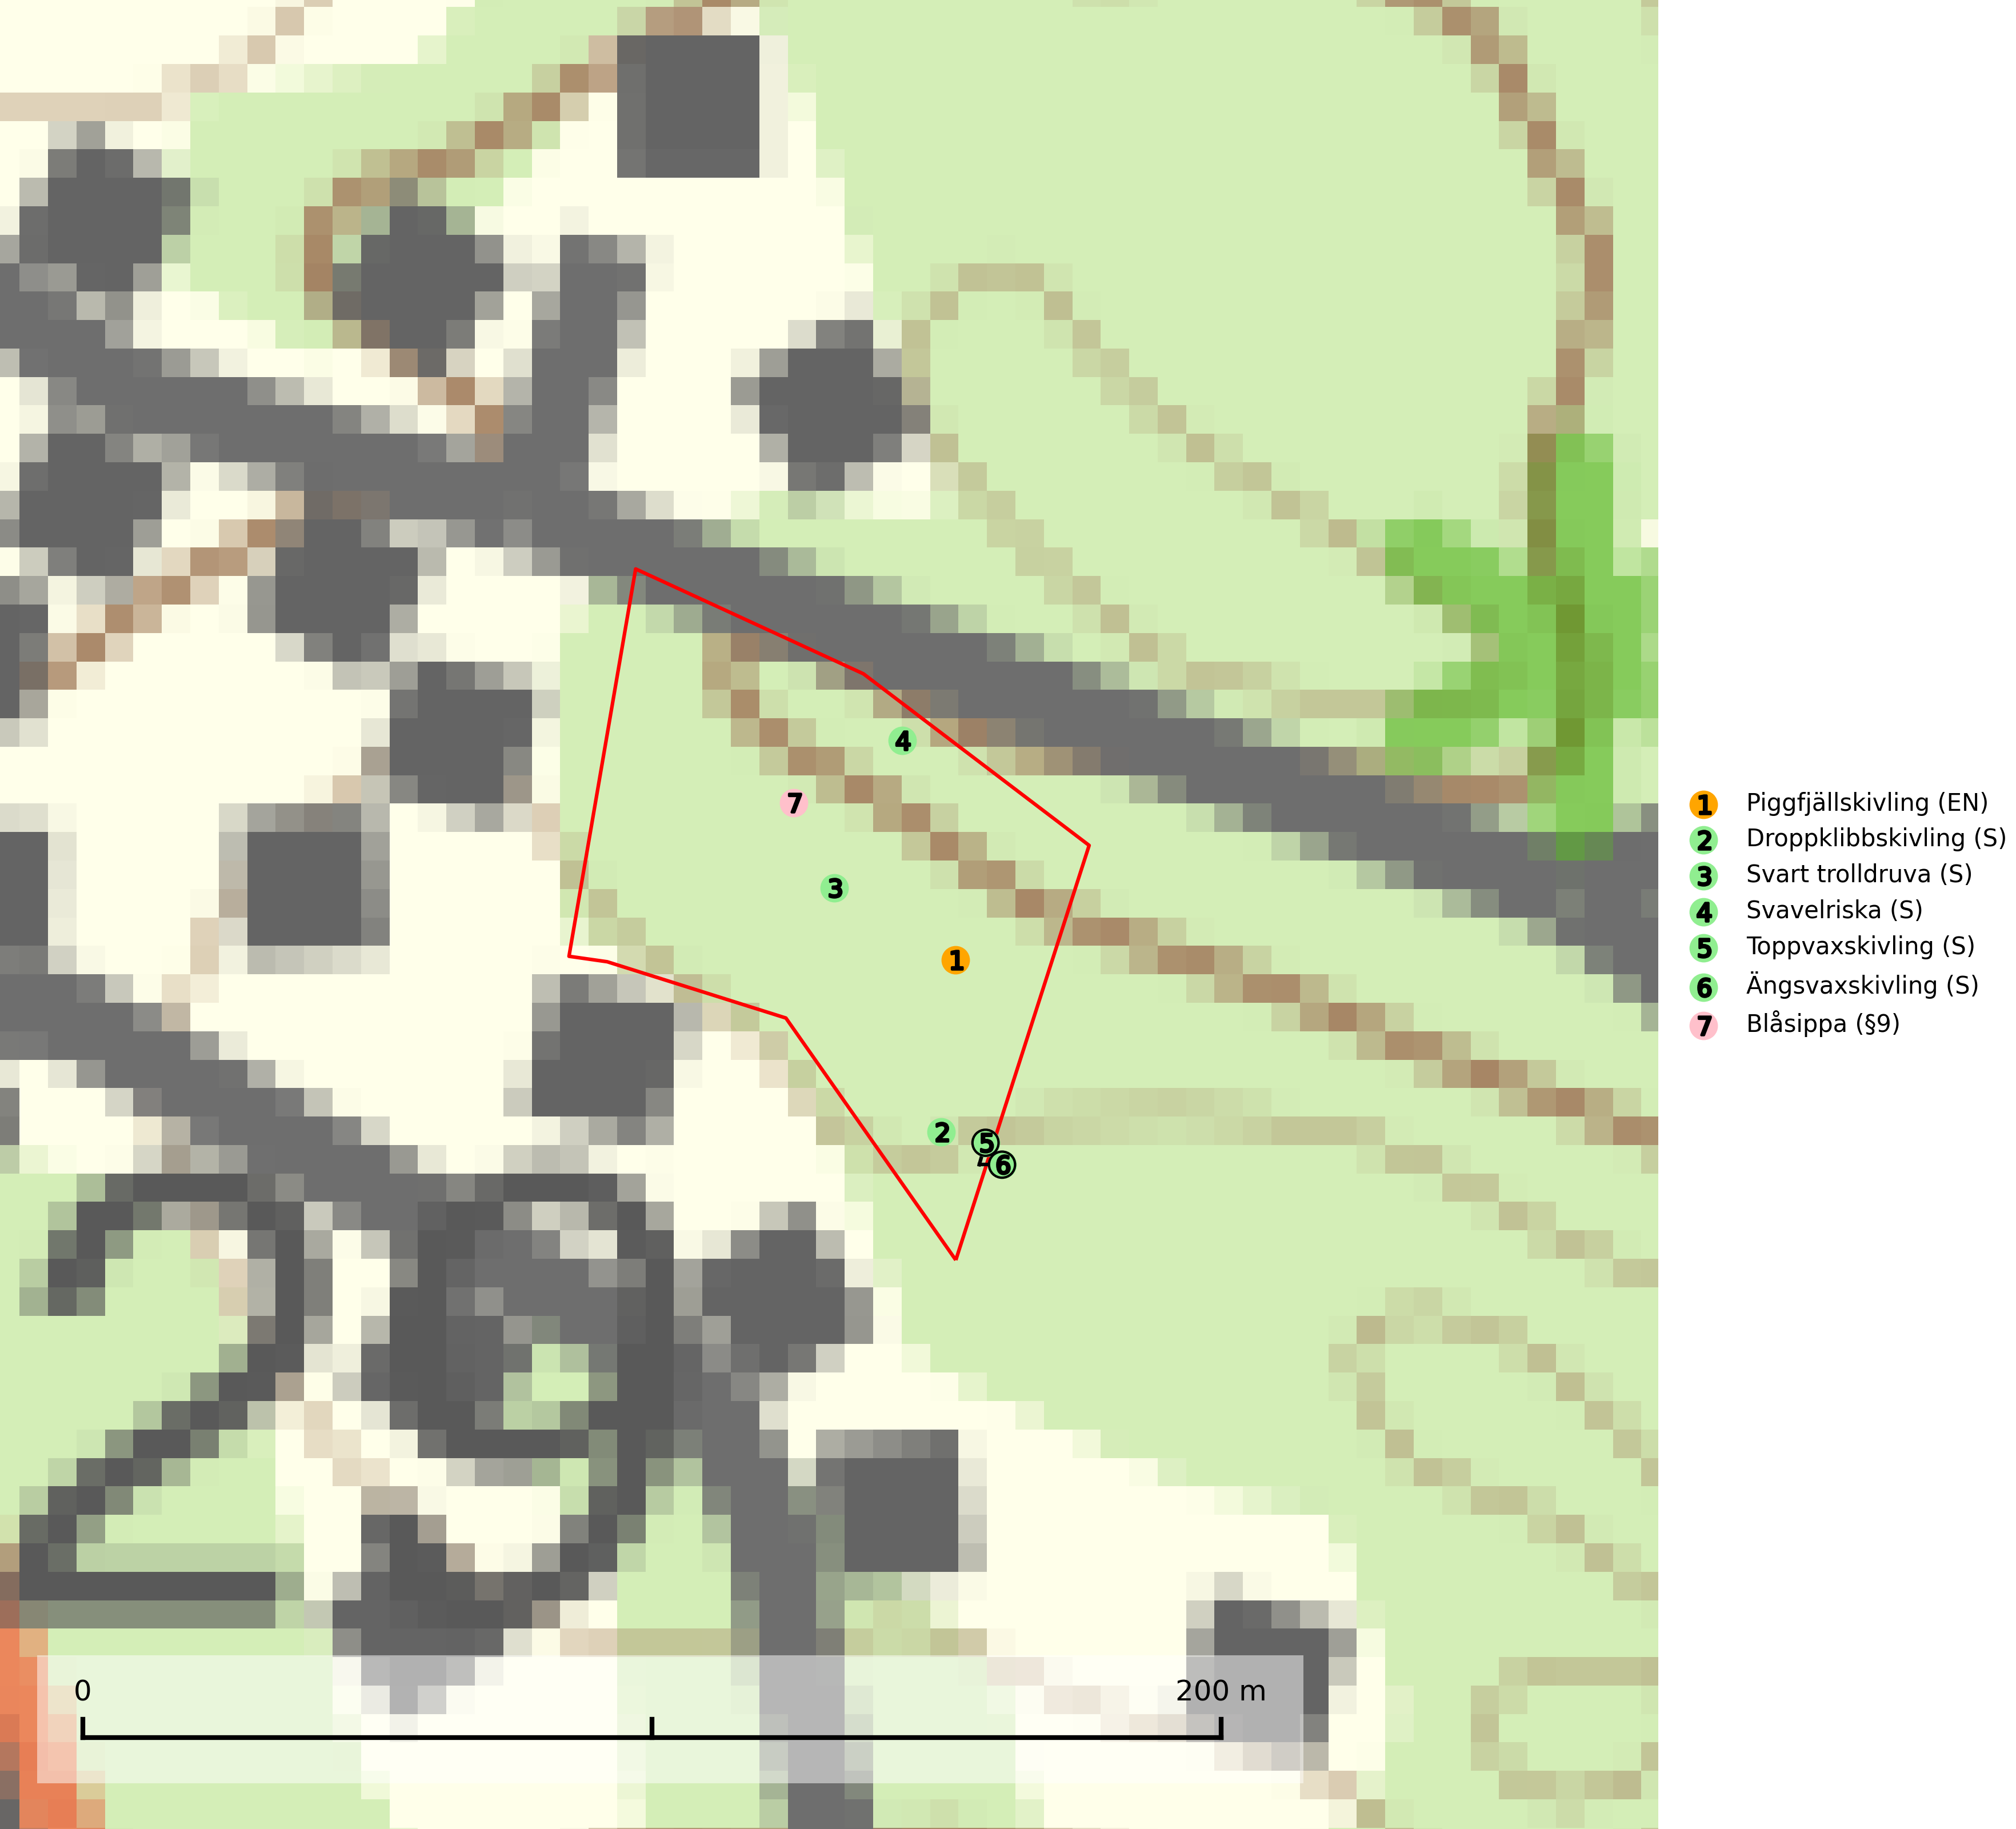 4
7
3
1
2
5
6
0
200 m
1 Piggfjällskivling (EN)
2 Droppklibbskivling (S)
3 Svart trolldruva (S)
4 Svavelriska (S)
5 Toppvaxskivling (S)
6 Ängsvaxskivling (S)
7 Blåsippa (§9)